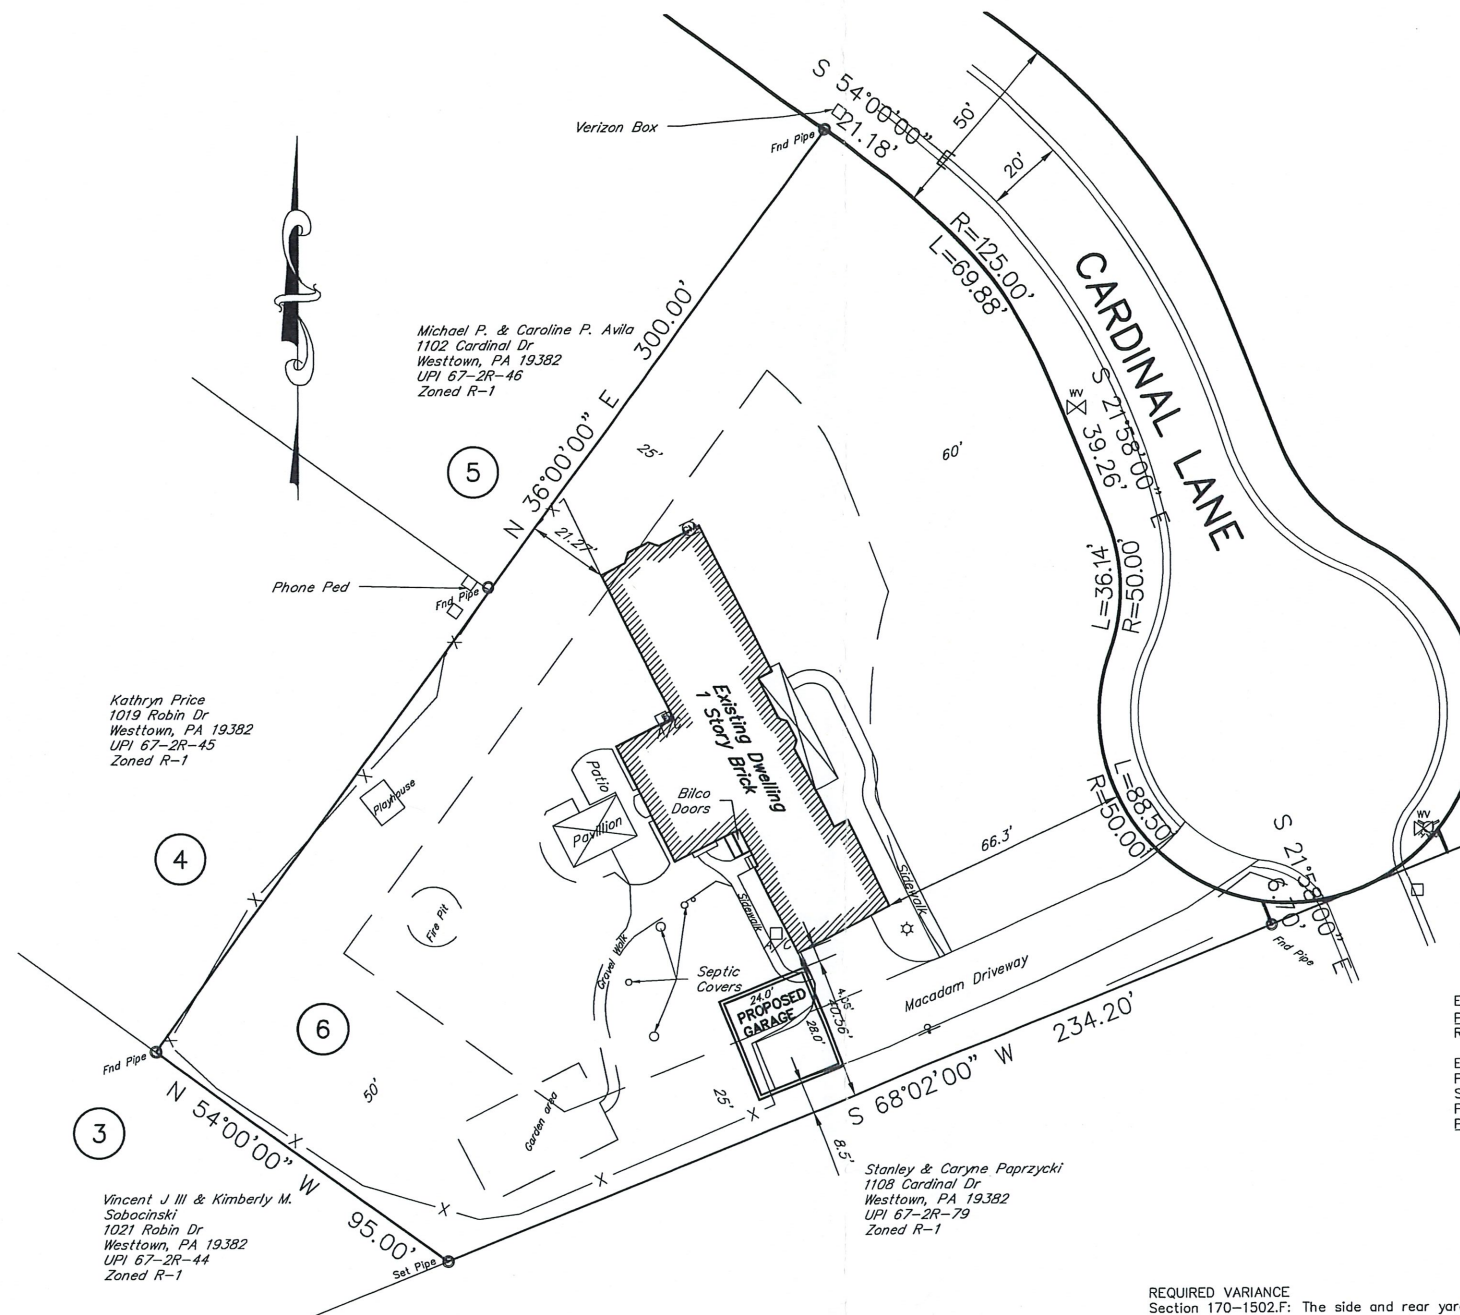 S 54°00'00"
21.18'
Verizon Box
Fnd Pipe
50'
20'
R=125.00'
L=69.88'
CARDINAL LANE
Michael P. & Caroline P. Avila
1102 Cardinal Dr
Westtown, PA 19382
UPI 67-2R-46
Zoned R-1
N 36°00'00" E 300.00'
WV
S 21°58'00" E
39.26'
25'
60'
5
21.27'
Phone Ped
Fnd Pipe
L=36.14'
R=50.00'
Kathryn Price
1019 Robin Dr
Westtown, PA 19382
UPI 67-2R-45
Zoned R-1
Existing Dwelling
1 Story Brick
Patio
Playhouse
Bilco
Doors
Pavillion
L=88.50'
R=50.00'
66.3'
WV
S 21°58'00" E
6.70'
4
Sidewalk
Sidewalk
Fire Pit
Gravel Walk
A/C
Septic
Covers
Fnd Pipe
Macadam Driveway
24.0'
PROPOSED
GARAGE
28.0'
4.05'
20.56'
6
Fnd Pipe
S 68°02'00" W 234.20'
50'
25'
Garden area
3
N 54°00'00" W
95.00'
8.5'
Stanley & Caryne Paprzycki
1108 Cardinal Dr
Westtown, PA 19382
UPI 67-2R-79
Zoned R-1
Vincent J III & Kimberly M.
Sobocinski
1021 Robin Dr
Westtown, PA 19382
UPI 67-2R-44
Zoned R-1
Set Pipe
REQUIRED VARIANCE
Section 170-1502.F: The side and rear yar